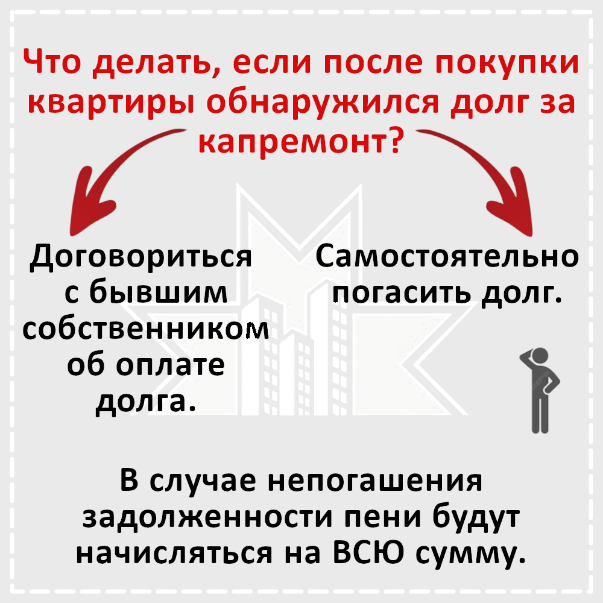 Что делать, если после покупки
квартиры обнаружился долг за
капремонт?
Договориться
с бывшим
собственником
об оплате
долга.
Самостоятельно
погасить долг.
В случае непогашения
задолженности пени будут
начисляться на ВСЮ сумму.